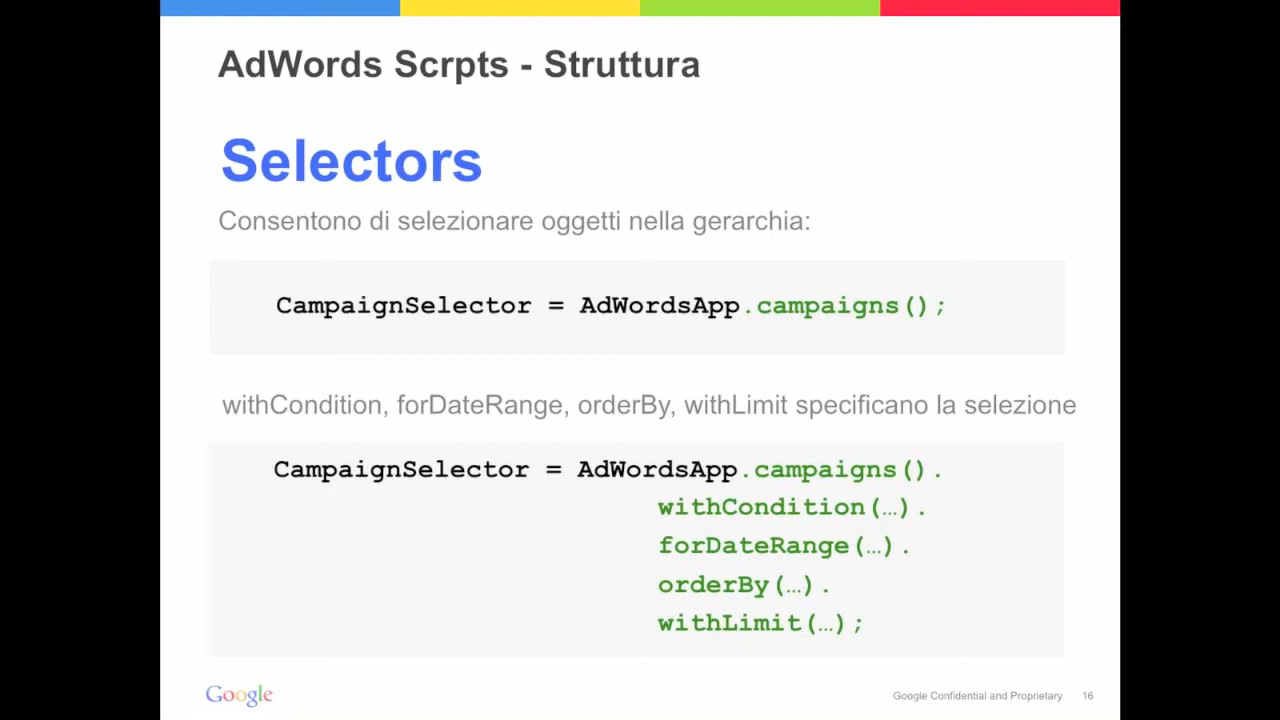 AdWords Scrpts - Struttura
Selectors
Consentono di selezionare oggetti nella gerarchia:
CampaignSelector = AdWordsApp.campaigns();
withCondition, forDateRange, orderBy, withLimit specificano la selezione
CampaignSelector = AdWordsApp.campaigns().
withCondition(…).
forDateRange(…).
orderBy(…).
withLimit(…);
Google
Google Confidential and Proprietary 16